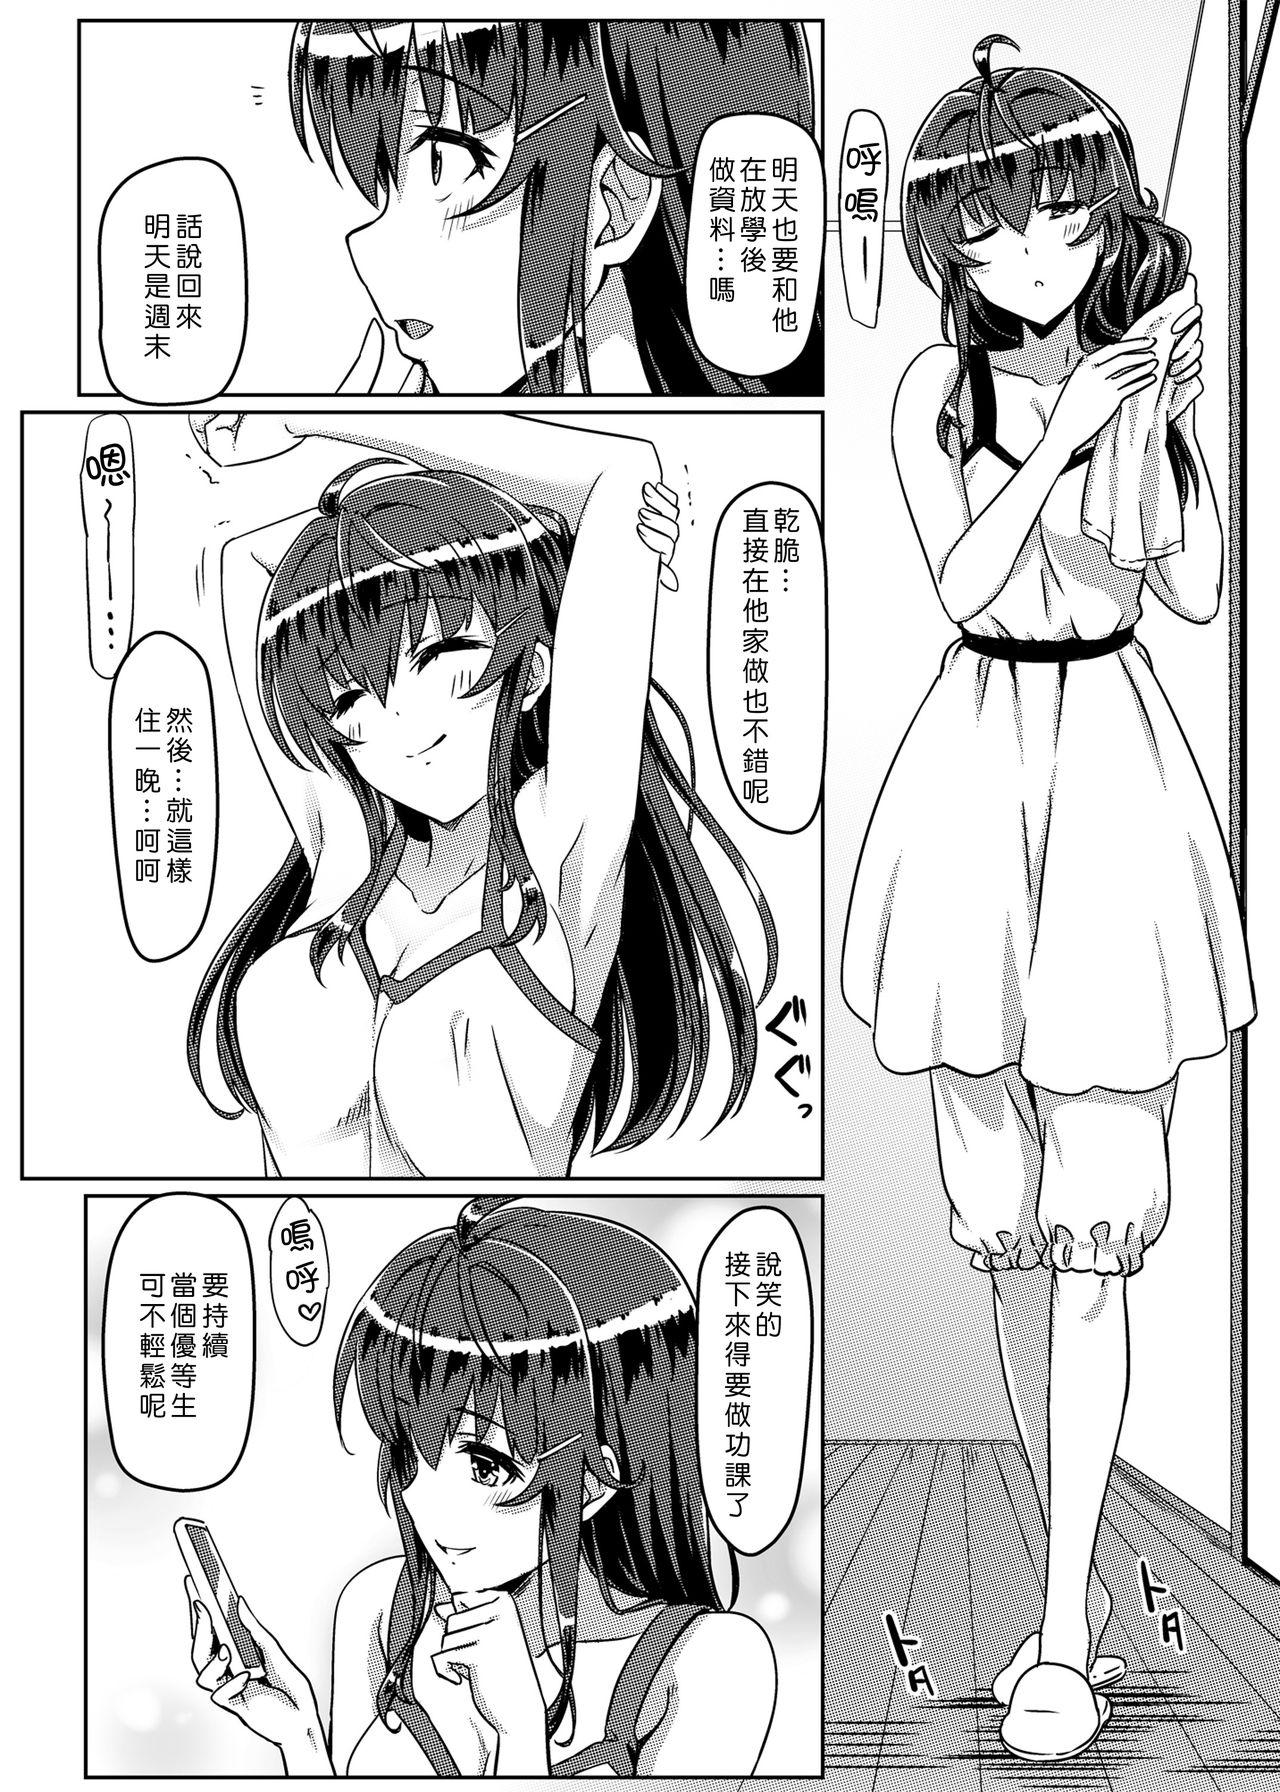 呼嗚ー
トタ
トタ
明天也要和他
在放學後
做資料…嗎
話說回來
明天是週末
乾脆…
直接在他家做也不錯呢
嗯～……
然後…就這樣
住一晚…呵呵
ぐぐっ
說笑的
接下來得要做功課了
嗚呼♡
要持續
當個優等生
可不輕鬆呢